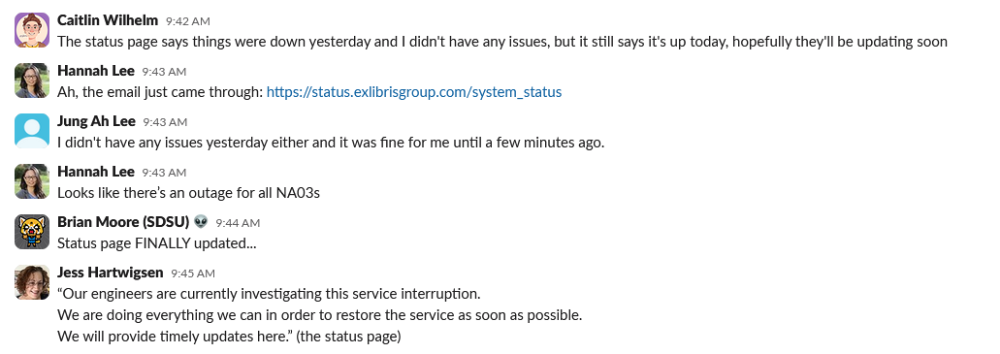 Caitlin Wilhelm 9:42 AM
The status page says things were down yesterday and I didn't have any issues, but it still says it's up today, hopefully they'll be updating soon
Hannah Lee 9:43 AM
Ah, the email just came through: https://status.exlibrisgroup.com/system_status
Jung Ah Lee 9:43 AM
I didn't have any issues yesterday either and it was fine for me until a few minutes ago.
Hannah Lee 9:43 AM
Looks like there’s an outage for all NA03s
Brian Moore (SDSU) 👽 9:44 AM
Status page FINALLY updated...
Jess Hartwigsen 9:45 AM
“Our engineers are currently investigating this service interruption.
We are doing everything we can in order to restore the service as soon as possible.
We will provide timely updates here.” (the status page)